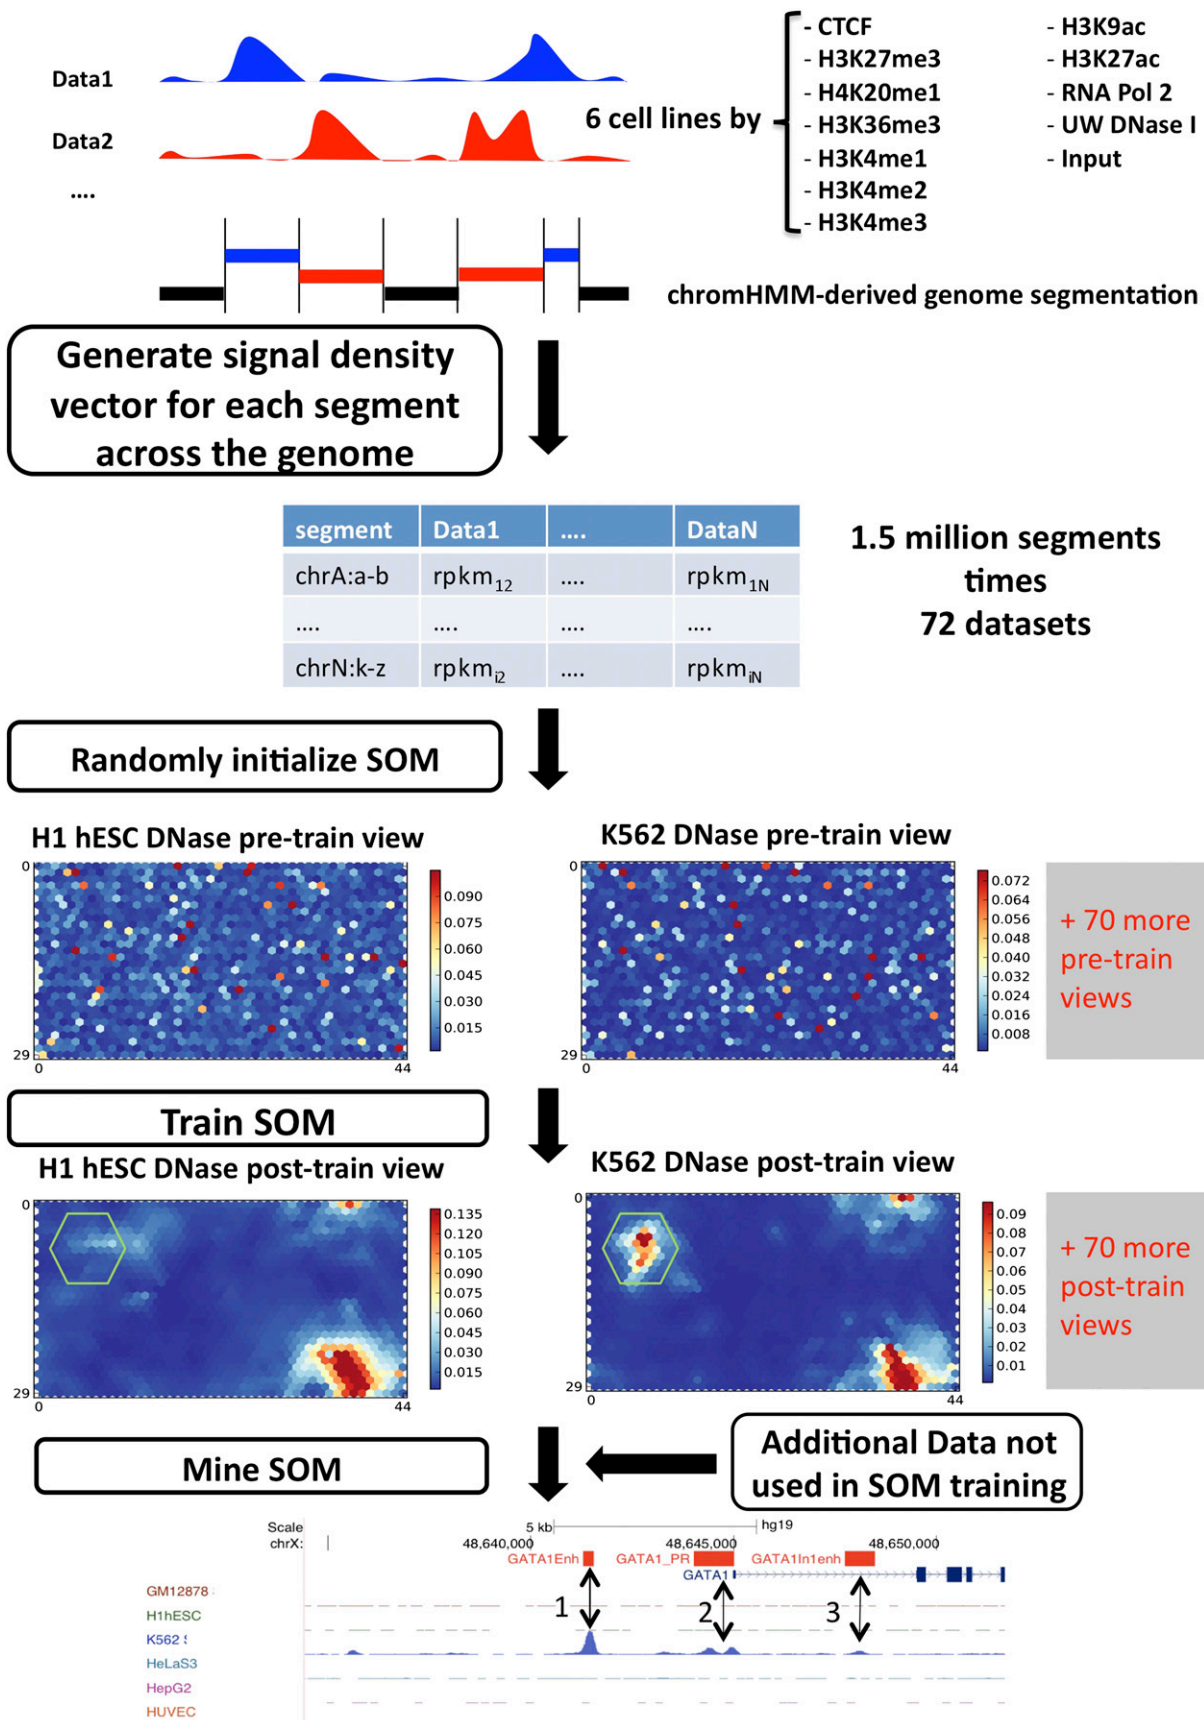 Data1
Data2
....
6 cell lines by
- CTCF
- H3K27me3
- H4K20me1
- H3K36me3
- H3K4me1
- H3K4me2
- H3K4me3
- H3K9ac
- H3K27ac
- RNA Pol 2
- UW DNase I
- Input
chromHMM-derived genome segmentation
Generate signal density
vector for each segment
across the genome
segment Data1 .... DataN
chrA:a-b rpkm12 .... rpkm1N
.... .... .... ....
chrN:k-z rpkmi2 .... rpkmiN
1.5 million segments
times
72 datasets
Randomly initialize SOM
H1 hESC DNase pre-train view
0
29
0 44
0.090
0.075
0.060
0.045
0.030
0.015
K562 DNase pre-train view
0
29
0 44
0.072
0.064
0.056
0.048
0.040
0.032
0.024
0.016
0.008
+ 70 more
pre-train
views
Train SOM
H1 hESC DNase post-train view
0
29
0 44
0.135
0.120
0.105
0.090
0.075
0.060
0.045
0.030
0.015
K562 DNase post-train view
0
29
0 44
0.09
0.08
0.07
0.06
0.05
0.04
0.03
0.02
0.01
+ 70 more
post-train
views
Mine SOM
Additional Data not
used in SOM training
Scale 5 kb hg19
chrX: 48,640,000 48,645,000 48,650,000
GATA1Enh GATA1_PR GATA1In1enh
GATA1
1 2 3
GM12878
H1hESC
K562
HeLaS3
HepG2
HUVEC